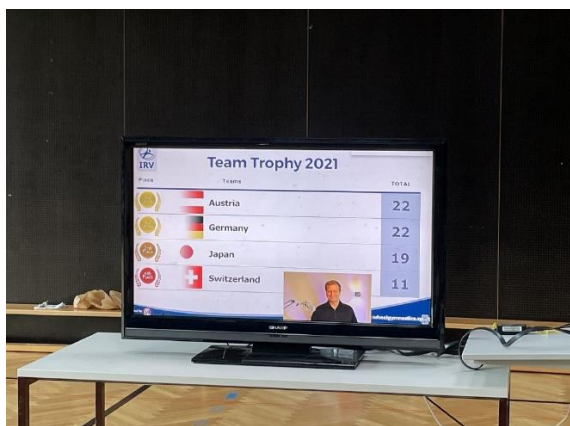 IRV
Team Trophy 2021
Place Teams TOTAL
Austria 22
Germany 22
Japan 19
Switzerland 11
SHARP